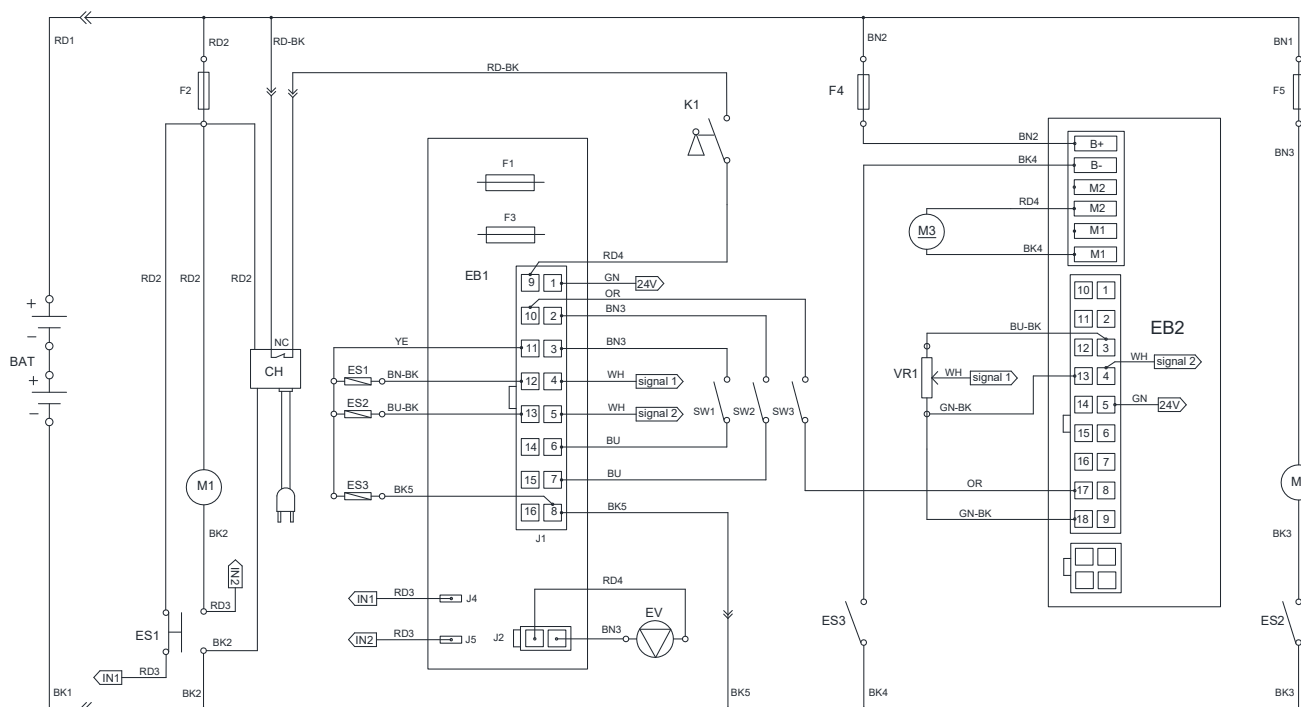 RD1
RD2
RD-BK
BN2
BN1
RD-BK
F2
K1
F4
F5
F1
BN2
B+
BK4
B-
BN3
M2
F3
RD4
M2
M3
M1
BK4
M1
RD4
EB1
9 1
GN
24V
OR
10 2
BN3
RD2
RD2
RD2
10 1
11 2
EB2
+
-
BAT
+
-
NC
CH
YE
11 3
BN3
BU-BK
12 3
WH
signal 2
ES1
BN-BK
12 4
WH
signal 1
VR1
WH
signal 1
13 4
ES2
BU-BK
13 5
WH
signal 2
SW1
SW2
SW3
GN-BK
14 5
GN
24V
14 6
BU
15 6
15 7
BU
16 7
M1
ES3
BK5
OR
17 8
M
16 8
BK5
GN-BK
18 9
J1
BK2
BK3
IN2
RD3
IN1
RD3
J4
RD4
EV
ES1
BK2
IN2
RD3
J5
J2
BN3
ES3
ES2
IN1
RD3
BK1
BK2
BK5
BK4
BK3